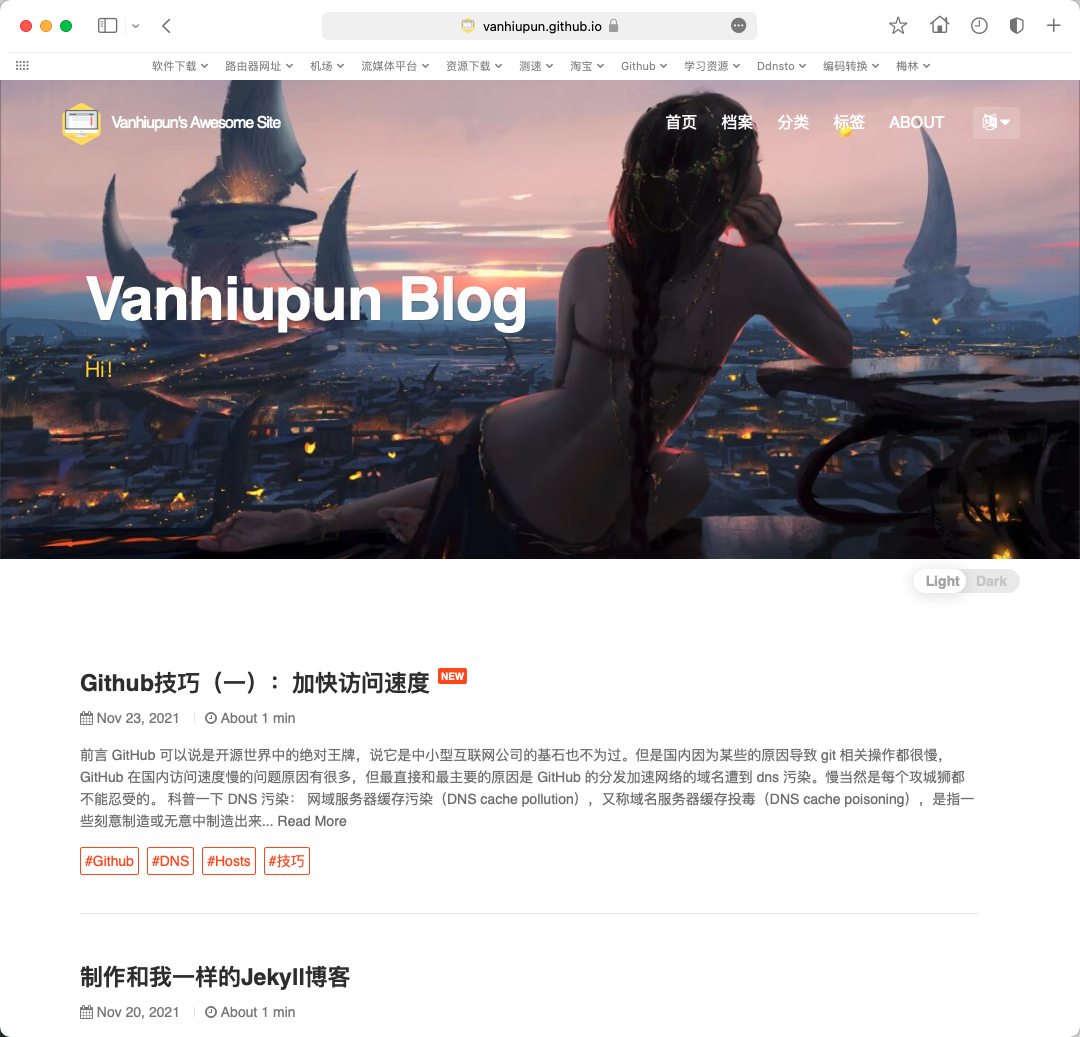 vanhiupun.github.io
软件下载 路由器网址 机场 流媒体平台 资源下载 测速 淘宝 Github 学习资源 Ddnsto 编码转换 梅林
Vanhiupun's Awesome Site 首页 档案 分类 标签 ABOUT
Vanhiupun Blog
Hi!
Light Dark
Github技巧（一）：加快访问速度 NEW
Nov 23, 2021 About 1 min
前言 GitHub 可以说是开源世界中的绝对王牌，说它是中小型互联网公司的基石也不为过。但是国内因为某些的原因导致 git 相关操作都很慢，
GitHub 在国内访问速度慢的问题原因有很多，但最直接和最主要的原因是 GitHub 的分发加速网络的域名遭到 dns 污染。慢当然是每个攻城狮都
不能忍受的。 科普一下 DNS 污染： 网域服务器缓存污染（DNS cache pollution），又称域名服务器缓存投毒（DNS cache poisoning），是指一
些刻意制造或无意中制造出来... Read More
#Github #DNS #Hosts #技巧
制作和我一样的Jekyll博客
Nov 20, 2021 About 1 min